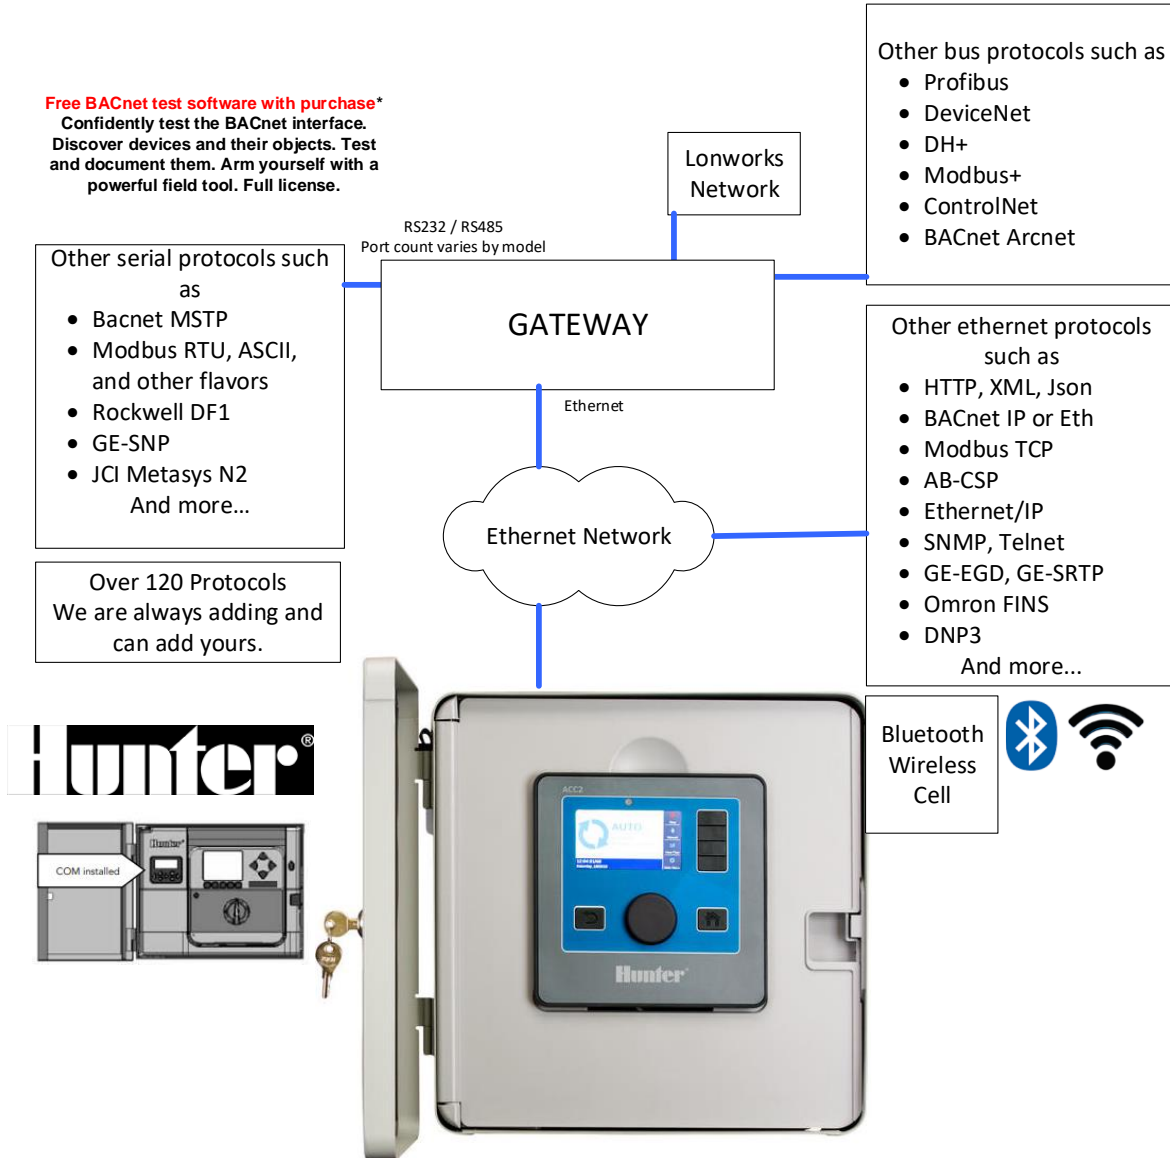 Free BACnet test software with purchase*
Confidently test the BACnet interface.
Discover devices and their objects. Test
and document them. Arm yourself with a
powerful field tool. Full license.
Lonworks
Network
Other bus protocols such as
• Profibus
• DeviceNet
• DH+
• Modbus+
• ControlNet
• BACnet Arcnet
RS232 / RS485
Port count varies by model
Other serial protocols such
as
• Bacnet MSTP
• Modbus RTU, ASCII,
and other flavors
• Rockwell DF1
• GE-SNP
• JCI Metasys N2
And more...
GATEWAY
Ethernet
Ethernet Network
Other ethernet protocols
such as
• HTTP, XML, Json
• BACnet IP or Eth
• Modbus TCP
• AB-CSP
• Ethernet/IP
• SNMP, Telnet
• GE-EGD, GE-SRTP
• Omron FINS
• DNP3
And more...
Over 120 Protocols
We are always adding and
can add yours.
Bluetooth
Wireless
Cell
Hunter®
Hunter
COM installed
ACC2
AUTO
Hunter